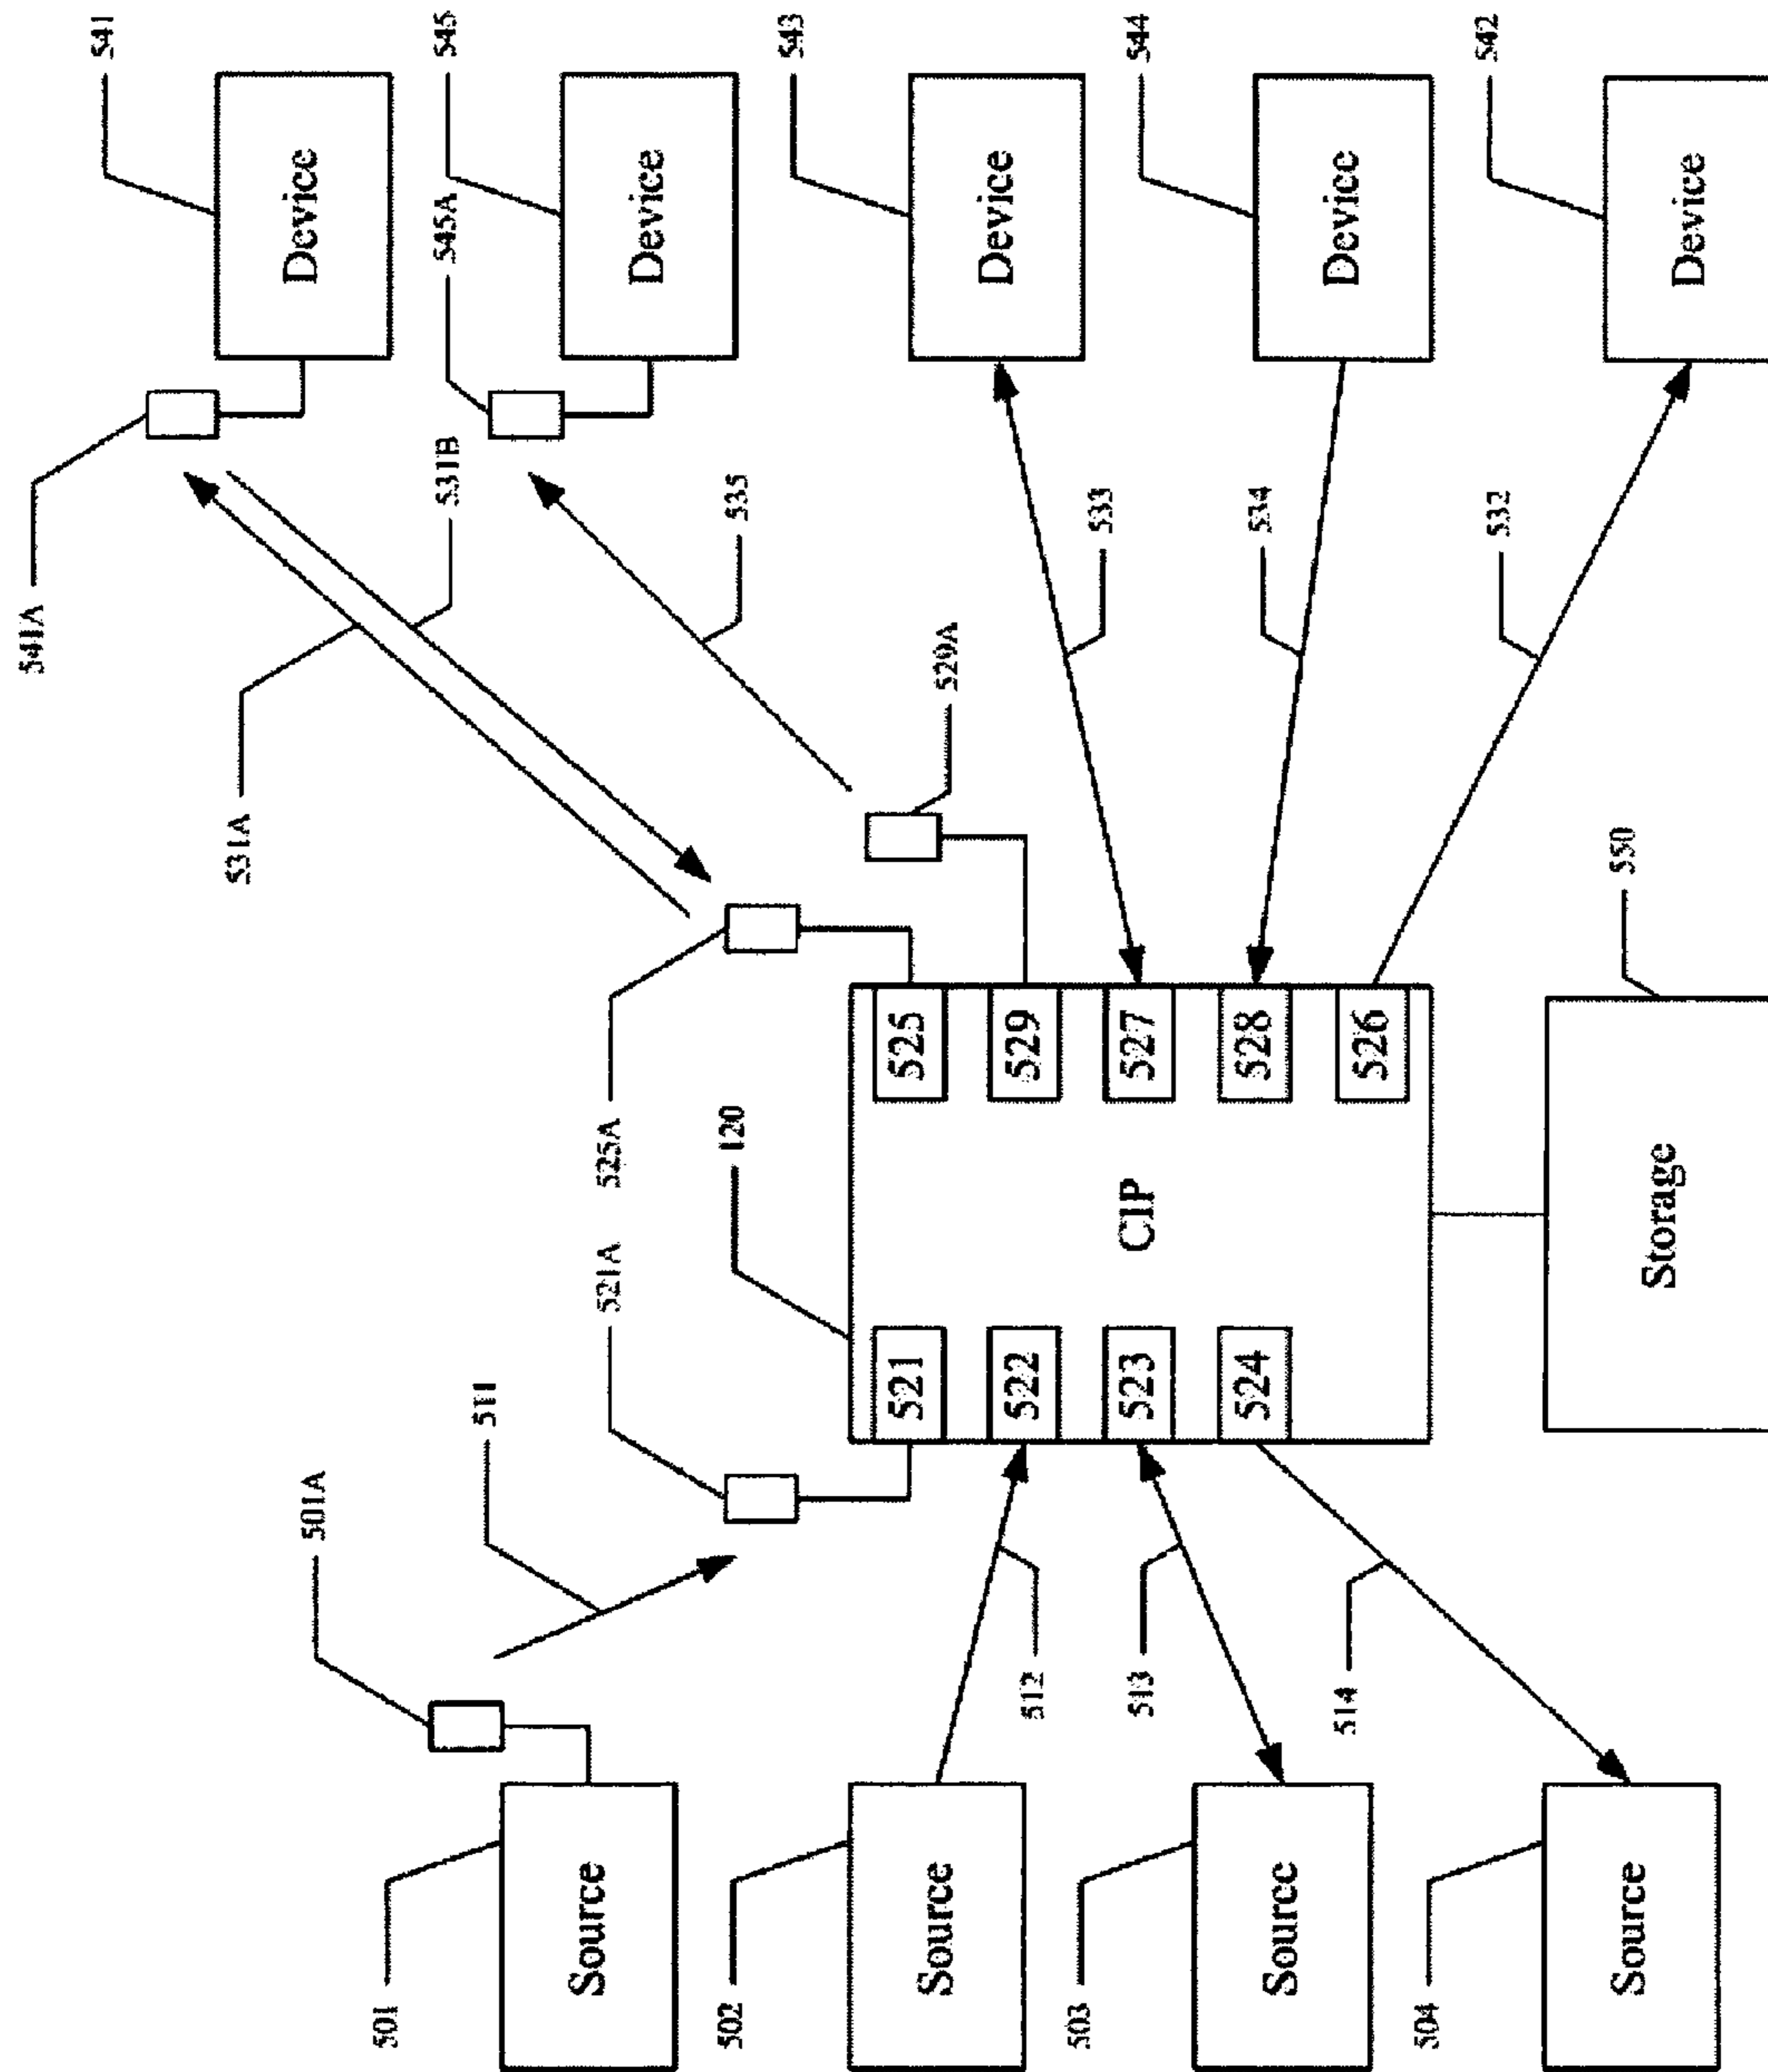 541A
541
531A
531B
Device
545A
545
535
Device
501A
511
521A
525A
529A
501
Source
120
543
Device
533
521
525
502
Source
522
529
512
CIP
523
527
544
Device
534
524
528
503
Source
513
526
542
Device
532
550
Storage
504
Source
514